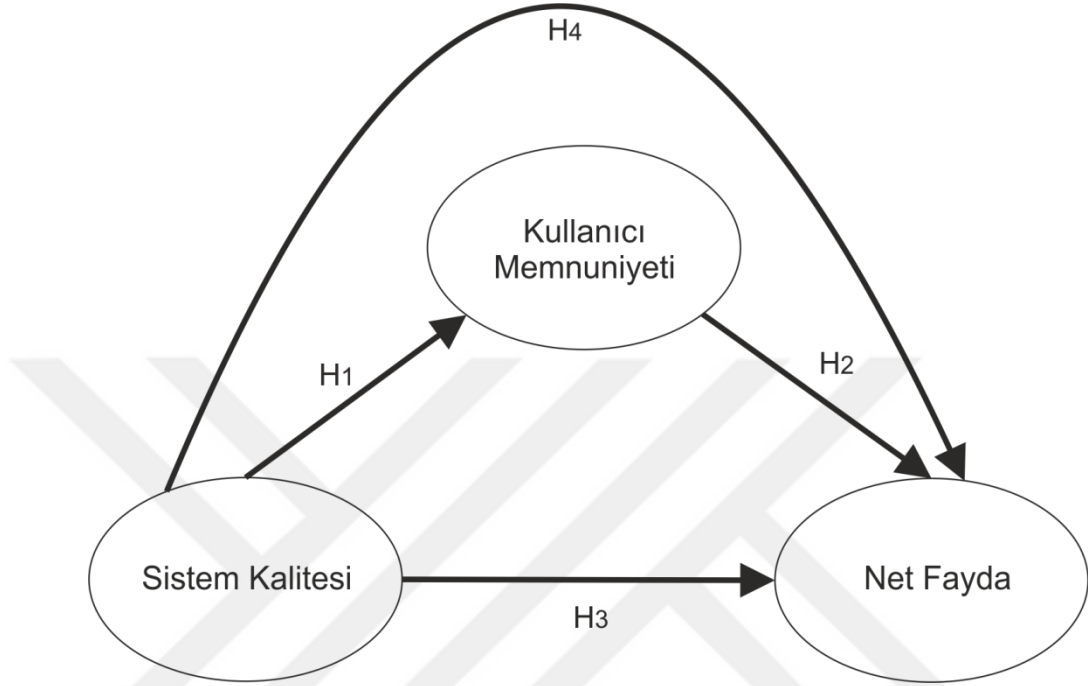 H4
Kullanıcı
Memnuniyeti
H1
H2
Sistem Kalitesi
Net Fayda
H3